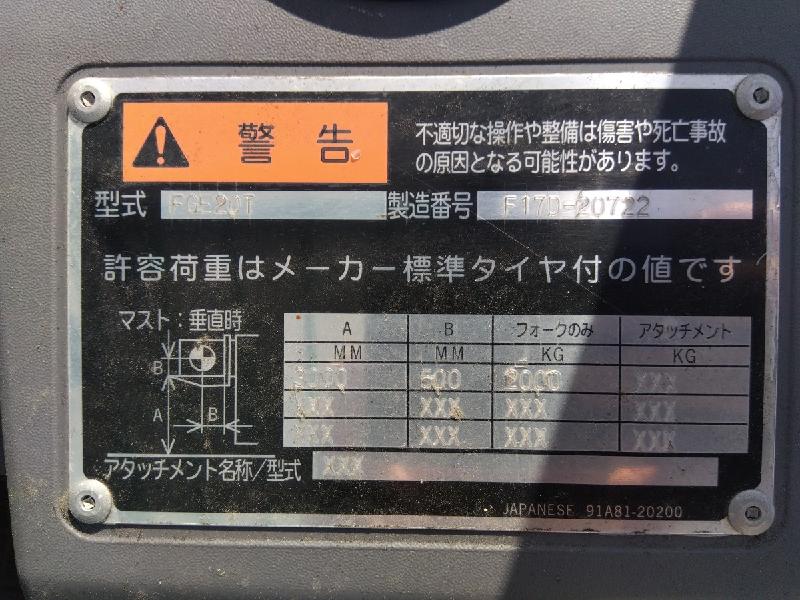 警告
不適切な操作や整備は傷害や死亡事故
の原因となる可能性があります。
型式 FGE20T 製造番号 F17D-20722
許容荷重はメーカー標準タイヤ付の値です
マスト：垂直時
A B フォークのみ アタッチメント
MM MM KG KG
500 2000 XXX
XXX XXX XXX XXX
XXX XXX XXX XXX
B
A B
アタッチメント名称/型式 XXX
JAPANESE 91A81-20200